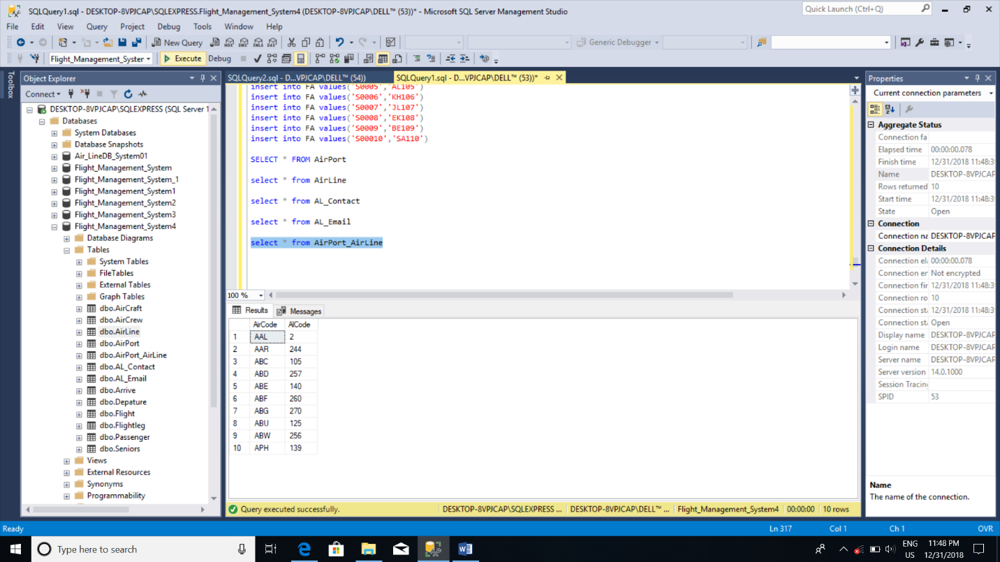 SQLQuery1.sql - DESKTOP-8VPJCAP\SQLEXPRESS.Flight_Management_System4 (DESKTOP-8VPJCAP\DELL™ (53))* - Microsoft SQL Server Management Studio
Quick Launch (Ctrl+Q)
File Edit View Query Project Debug Tools Window Help
New Query
Generic Debugger
Flight_Management_Syster Execute Debug
Toolbox
Object Explorer
Connect
DESKTOP-8VPJCAP\SQLEXPRESS (SQL Server 1
Databases
System Databases
Database Snapshots
Air_LineDB_System01
Flight_Management_System
Flight_Management_System_1
Flight_Management_System1
Flight_Management_System2
Flight_Management_System3
Flight_Management_System4
Database Diagrams
Tables
System Tables
FileTables
External Tables
Graph Tables
dbo.AirCraft
dbo.AirCrew
dbo.AirLine
dbo.AirPort
dbo.AirPort_AirLine
dbo.AL_Contact
dbo.AL_Email
dbo.Arrive
dbo.Depature
dbo.Flight
dbo.Flightleg
dbo.Passenger
dbo.Seniors
Views
External Resources
Synonyms
Programmability
SQLQuery2.sql - D...VPJCAP\DELL™ (54))
SQLQuery1.sql - D...VPJCAP\DELL™ (53))*
insert into FA values('S0005','AL105')
insert into FA values('S0006','KH106')
insert into FA values('S0007','JL107')
insert into FA values('S0008','EK108')
insert into FA values('S0009','BE109')
insert into FA values('S00010','SA110')
SELECT * FROM AirPort
select * from AirLine
select * from AL_Contact
select * from AL_Email
select * from AirPort_AirLine
100 %
Results Messages
AirCode AlCode
1 AAL 2
2 AAR 244
3 ABC 105
4 ABD 257
5 ABE 140
6 ABF 260
7 ABG 270
8 ABU 125
9 ABW 256
10 APH 139
Query executed successfully. DESKTOP-8VPJCAP\SQLEXPRESS ... DESKTOP-8VPJCAP\DELL™ ... Flight_Management_System4 00:00:00 10 rows
Properties
Current connection parameters
Aggregate Status
Connection fa
Elapsed time 00:00:00.078
Finish time 12/31/2018 11:48:3
Name DESKTOP-8VPJCAP
Rows returned 10
Start time 12/31/2018 11:48:3
State Open
Connection
Connection na DESKTOP-8VPJCAP
Connection Details
Connection el 00:00:00.078
Connection en Not encrypted
Connection fir 12/31/2018 11:48:3
Connection ro 10
Connection st 12/31/2018 11:48:3
Connection st Open
Display name DESKTOP-8VPJCAP
Login name DESKTOP-8VPJCAP
Server name DESKTOP-8VPJCAP
Server version 14.0.1000
Session Tracin
SPID 53
Name
The name of the connection.
Ready Ln 317 Col 1 Ch 1 OVR
Type here to search
ENG US
11:48 PM
12/31/2018